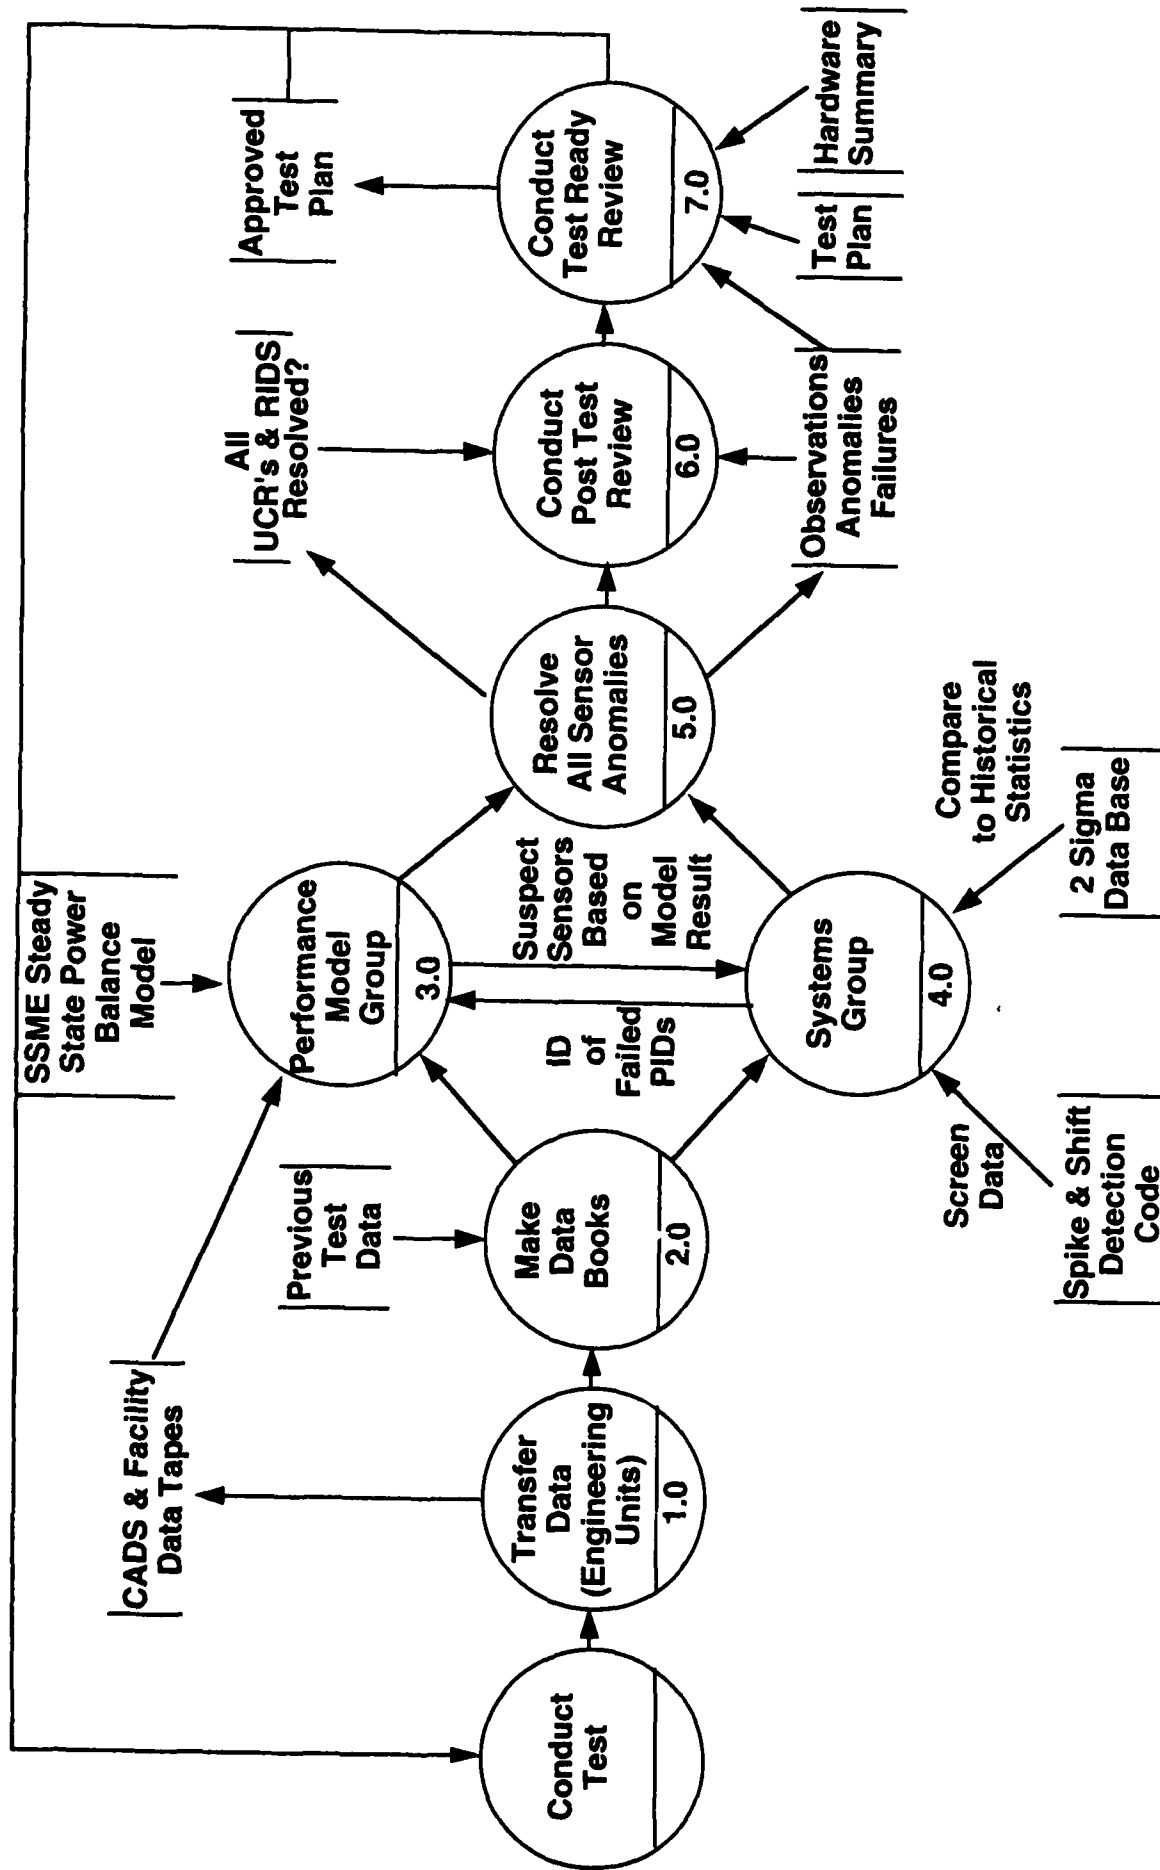 Conduct
Test
Transfer
Data
(Engineering
Units)
1.0
CADS & Facility
Data Tapes
Previous
Test
Data
Make
Data
Books
2.0
SSME Steady
State Power
Balance
Model
Performance
Model
Group
3.0
ID
of
Failed
PIDs
Suspect
Sensors
Based
on
Model
Result
Systems
Group
4.0
Screen
Data
Spike & Shift
Detection
Code
Compare
to Historical
Statistics
2 Sigma
Data Base
Resolve
All Sensor
Anomalies
5.0
All
UCR's & RIDS
Resolved?
Conduct
Post Test
Review
6.0
Observations
Anomalies
Failures
Approved
Test
Plan
Conduct
Test Ready
Review
7.0
Test
Plan
Hardware
Summary